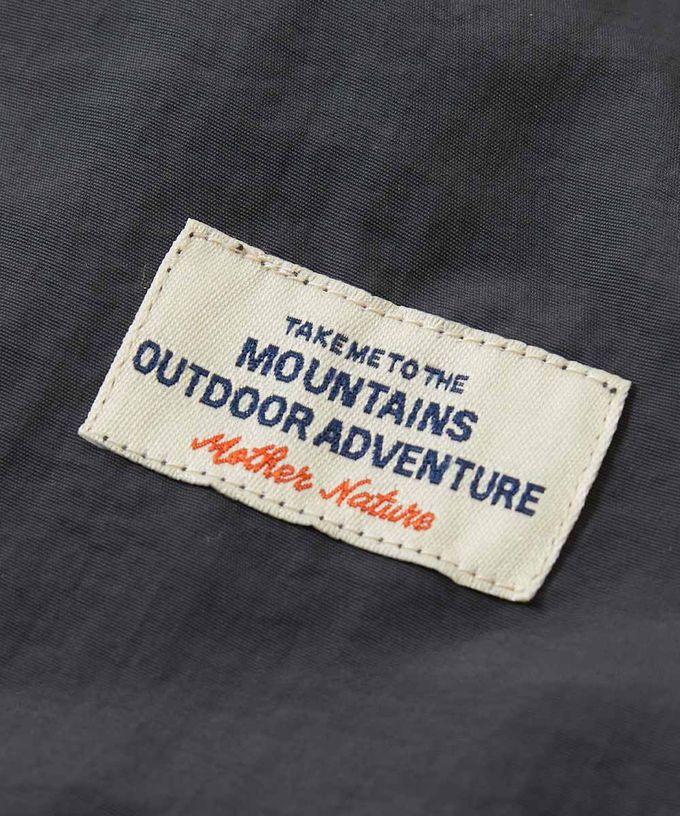 TAKE ME TO THE
MOUNTAINS
OUTDOOR ADVENTURE
Mother Nature